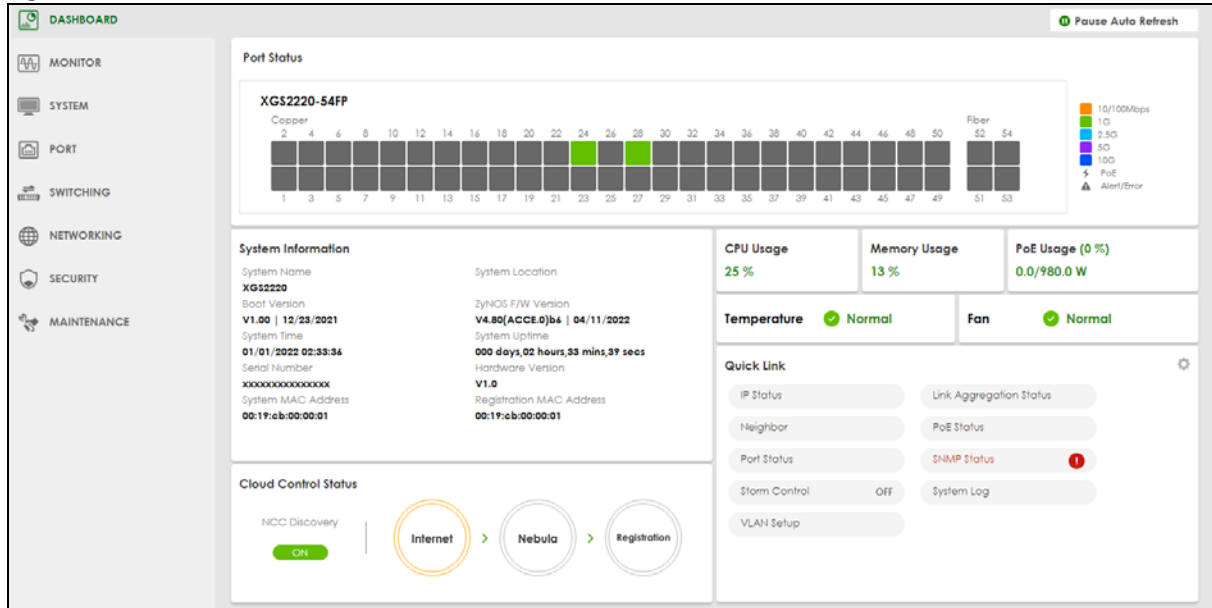 DASHBOARD
Pause Auto Refresh
MONITOR
SYSTEM
PORT
SWITCHING
NETWORKING
SECURITY
MAINTENANCE
Port Status
XGS2220-54FP
Copper
Fiber
2 4 6 8 10 12 14 16 18 20 22 24 26 28 30 32 34 36 38 40 42 44 46 48 50 52 54
1 3 5 7 9 11 13 15 17 19 21 23 25 27 29 31 33 35 37 39 41 43 45 47 49 51 53
10/100Mbps
1G
2.5G
5G
10G
PoE
Alert/Error
System Information
System Name
XGS2220
System Location
Boot Version
V1.00 | 12/23/2021
ZyNOS F/W Version
V4.80(ACCE.0)b6 | 04/11/2022
System Time
01/01/2022 02:33:36
System Uptime
000 days,02 hours,33 mins,39 secs
Serial Number
xxxxxxxxxxxxxxx
Hardware Version
V1.0
System MAC Address
00:19:cb:00:00:01
Registration MAC Address
00:19:cb:00:00:01
CPU Usage
25 %
Memory Usage
13 %
PoE Usage (0 %)
0.0/980.0 W
Temperature Normal
Fan Normal
Quick Link
IP Status
Link Aggregation Status
Neighbor
PoE Status
Port Status
SNMP Status
Storm Control OFF
System Log
VLAN Setup
Cloud Control Status
NCC Discovery
ON
Internet > Nebula > Registration